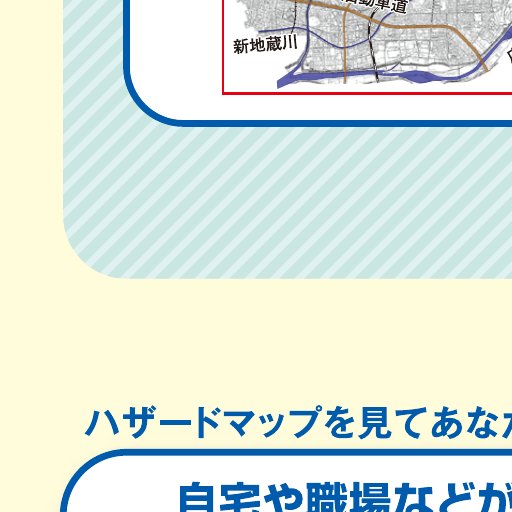 自動車道
新地蔵川
ハザードマップを見てあな
自宅や職場などが